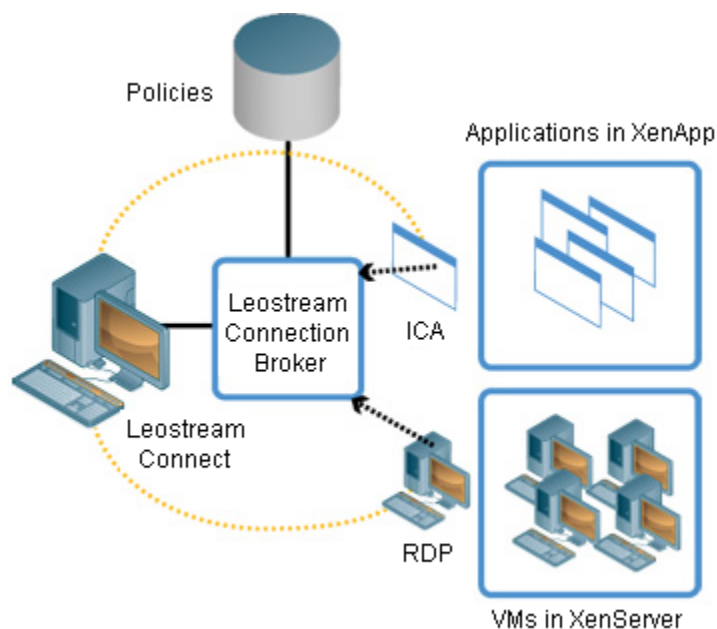 Policies
Applications in XenApp
Leostream
Connection
Broker
ICA
Leostream
Connect
RDP
VMs in XenServer